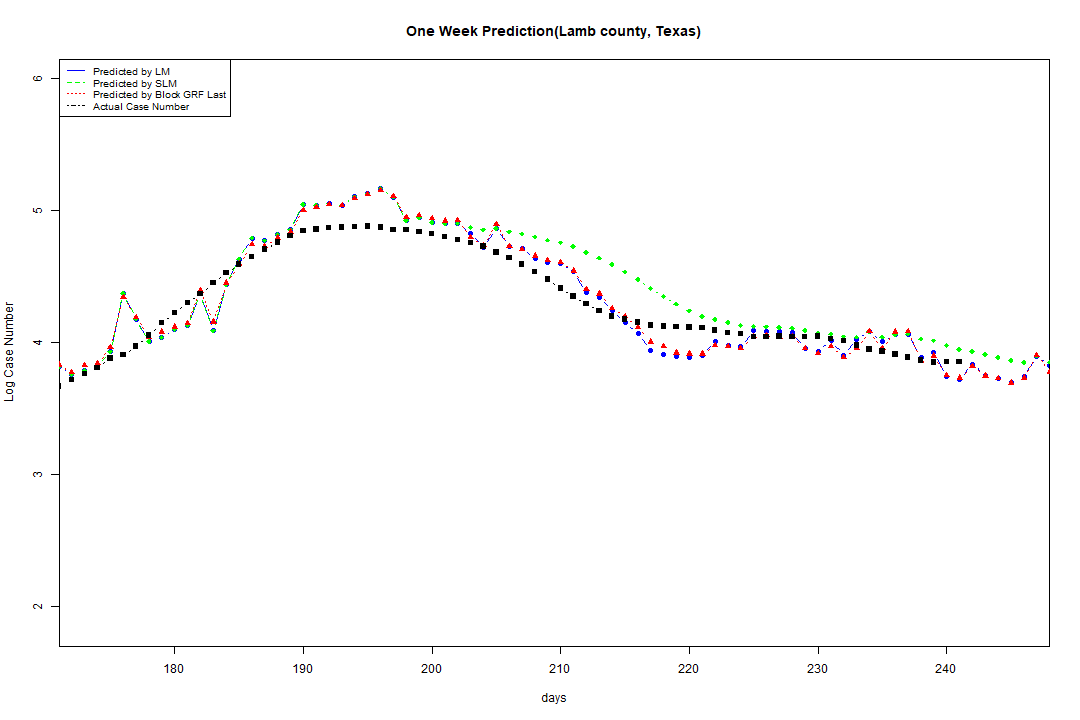 One Week Prediction(Lamb county, Texas)
Predicted by LM
Predicted by SLM
Predicted by Block GRF Last
Actual Case Number
Log Case Number
6
5
4
3
2
180 190 200 210 220 230 240
days